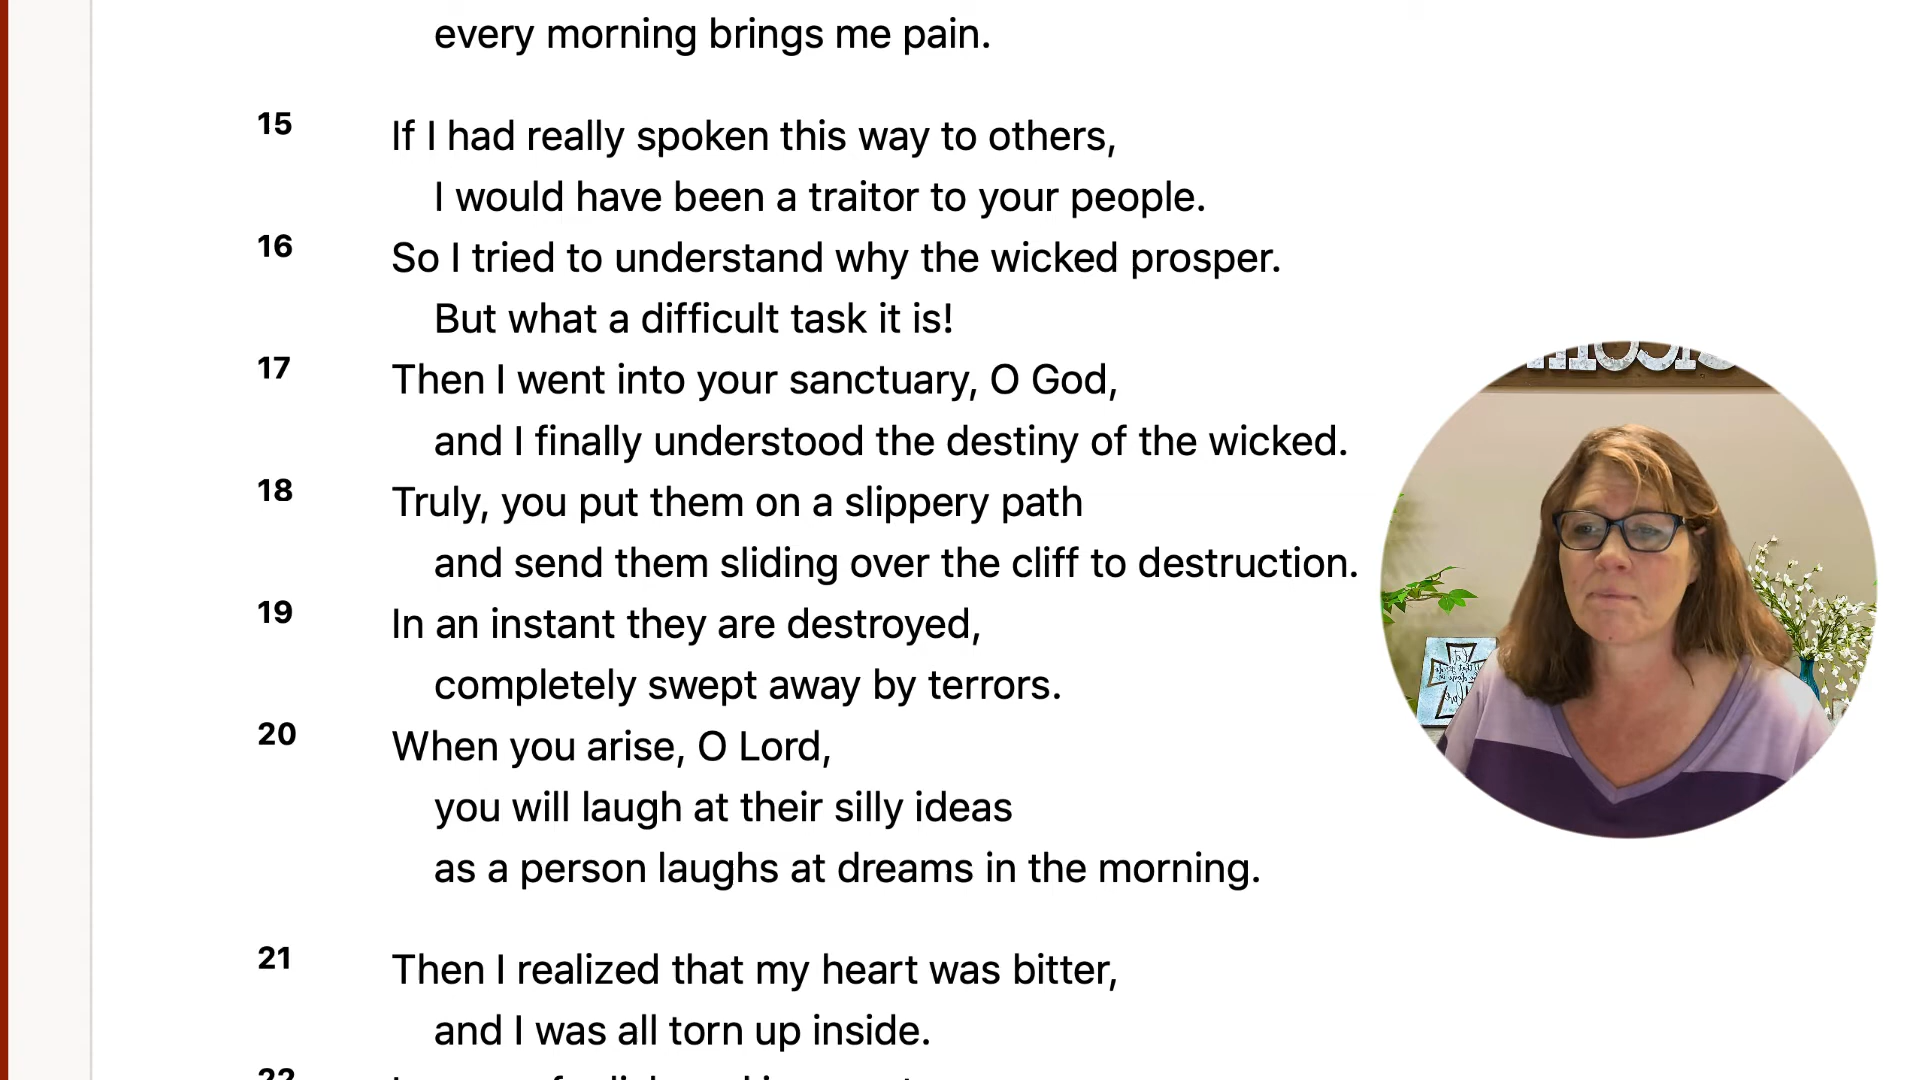 every morning brings me pain.
15 If I had really spoken this way to others,
I would have been a traitor to your people.
16 So I tried to understand why the wicked prosper.
But what a difficult task it is!
17 Then I went into your sanctuary, O God,
and I finally understood the destiny of the wicked.
18 Truly, you put them on a slippery path
and send them sliding over the cliff to destruction.
19 In an instant they are destroyed,
completely swept away by terrors.
20 When you arise, O Lord,
you will laugh at their silly ideas
as a person laughs at dreams in the morning.
21 Then I realized that my heart was bitter,
and I was all torn up inside.
22